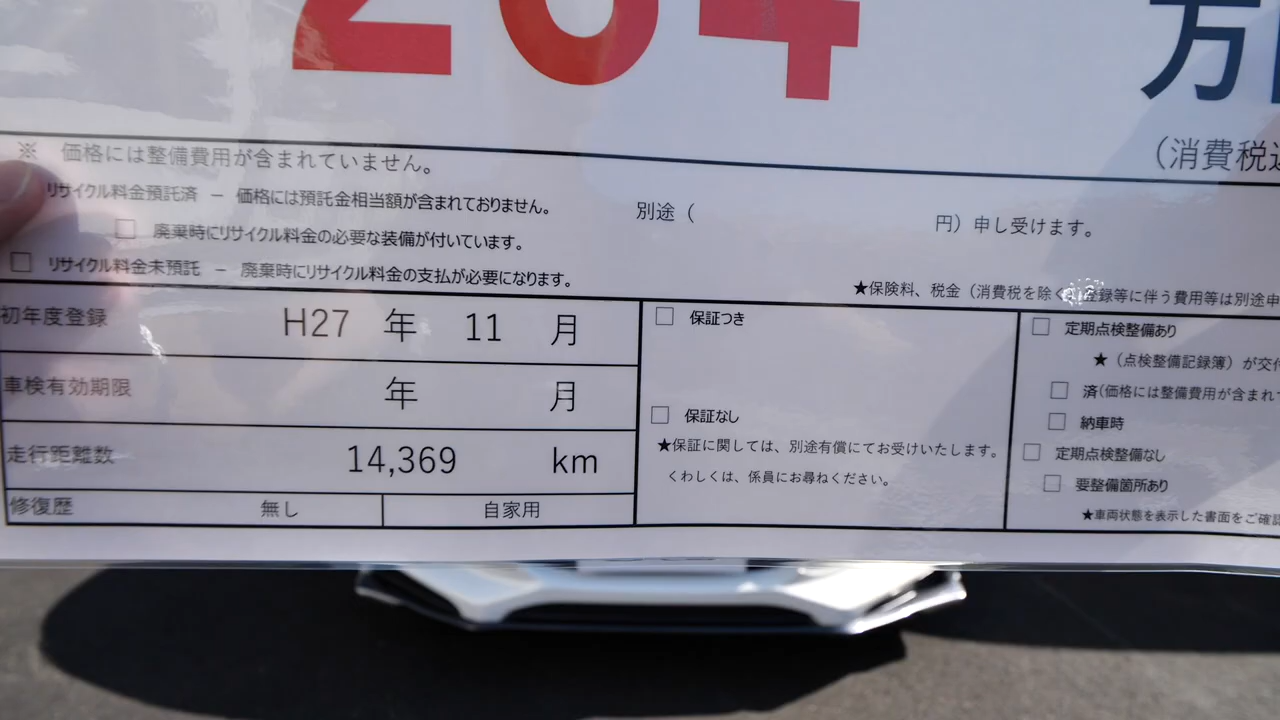 264 万
(消費税
※ 価格には整備費用が含まれていません。
リサイクル料金預託済 － 価格には預託金相当額が含まれておりません。 別途（ 円）申し受けます。
□ 廃棄時にリサイクル料金の必要な装備が付いています。
□ リサイクル料金未預託 － 廃棄時にリサイクル料金の支払が必要になります。
★保険料、税金（消費税を除く 登録等に伴う費用等は別途申
初年度登録 H27 年 11 月
車検有効期限 年 月
走行距離数 14,369 km
修復歴 無し 自家用
□ 保証つき
□ 保証なし
★保証に関しては、別途有償にてお受けいたします。
くわしくは、係員にお尋ねください。
□ 定期点検整備あり
★（点検整備記録簿）が交付
□ 済(価格には整備費用が含まれて
□ 納車時
□ 定期点検整備なし
□ 要整備箇所あり
★車両状態を表示した書面をご確認